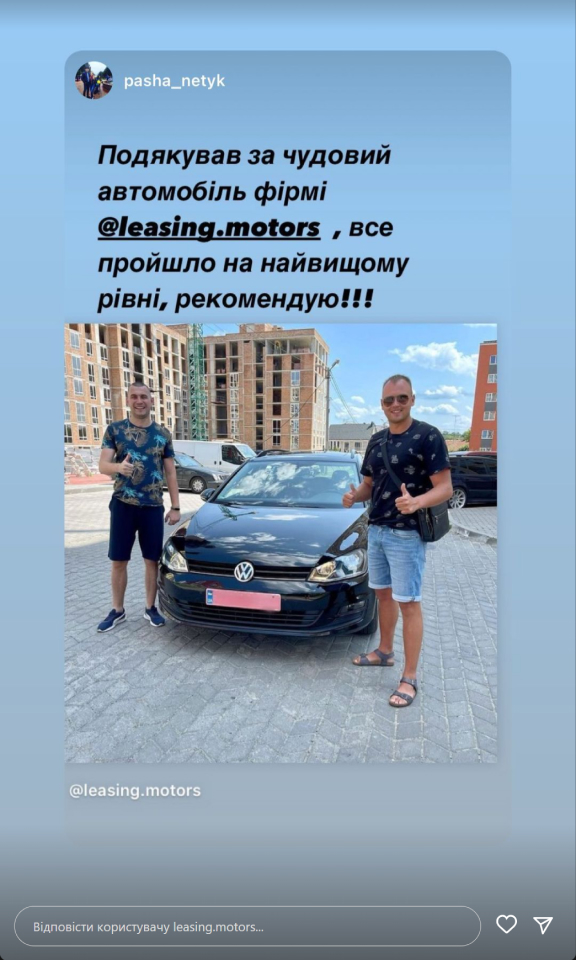 pasha_netyk
Подякував за чудовий
автомобіль фірмі
@leasing.motors , все
пройшло на найвищому
рівні, рекомендую!!!
@leasing.motors
Відповісти користувачу leasing.motors...